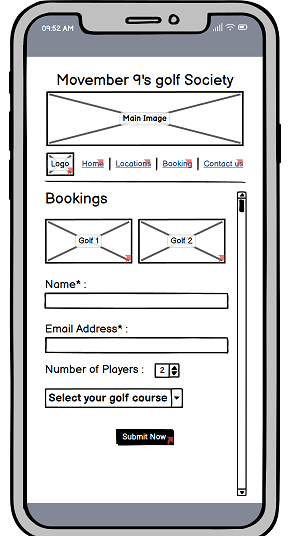 09:52 AM
Movember 9's golf Society
Main Image
Logo Home Locations Booking Contact us
Bookings
Golf 1 Golf 2
Name* :
Email Address* :
Number of Players : 2
Select your golf course
Submit Now